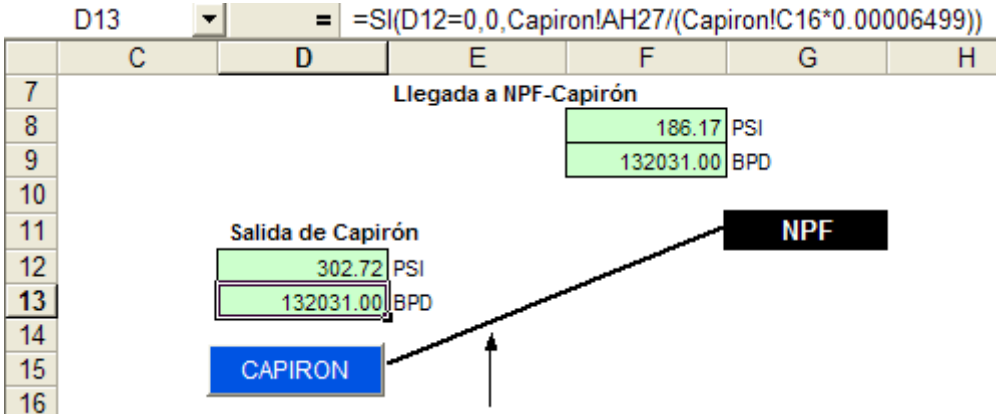 D13 = =SI(D12=0,0,Capiron!AH27/(Capiron!C16*0.00006499))
C D E F G H
7 Llegada a NPF-Capirón
8 186.17 PSI
9 132031.00 BPD
10
11 Salida de Capirón NPF
12 302.72 PSI
13 132031.00 BPD
14
15 CAPIRON
16